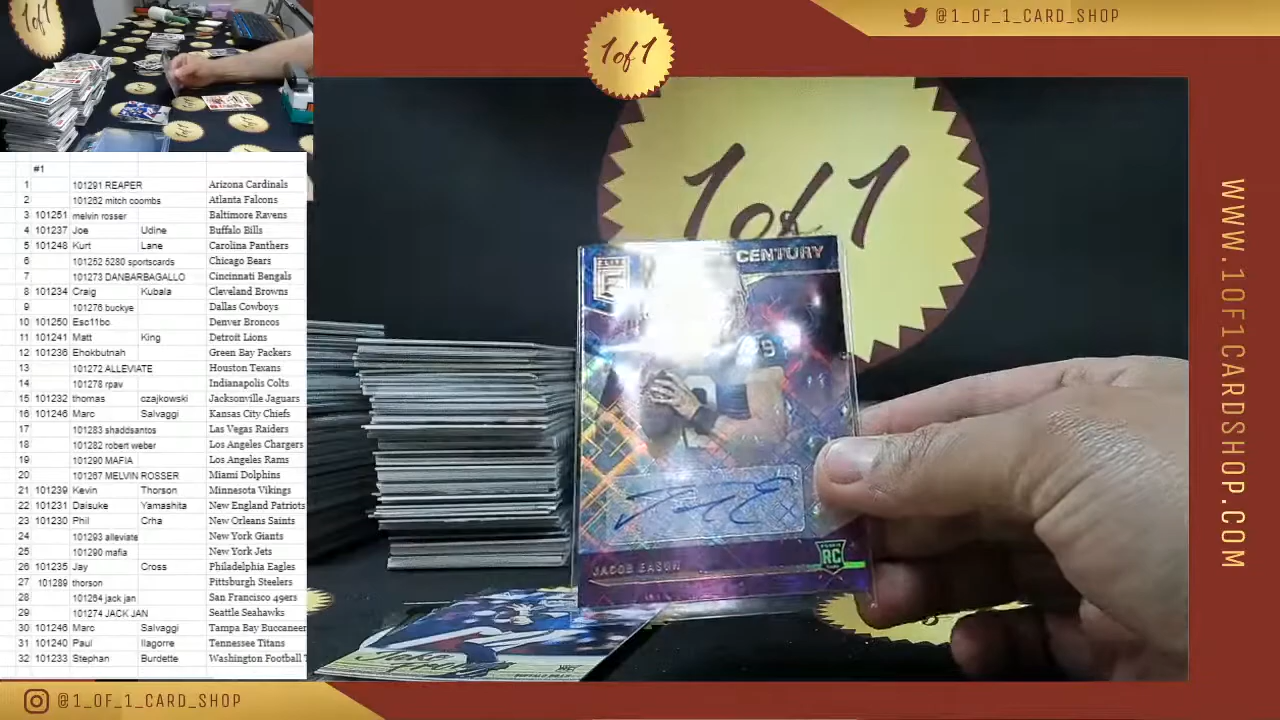 1of1
@1_OF_1_CARD_SHOP
1of1
#1
1 101291 REAPER Arizona Cardinals
2 101262 mitch coombs Atlanta Falcons
3 101251 melvin rosser Baltimore Ravens
4 101237 Joe Udine Buffalo Bills
5 101248 Kurt Lane Carolina Panthers
6 101252 5280 sportscards Chicago Bears
7 101273 DANBARBAGALLO Cincinnati Bengals
8 101234 Craig Kubala Cleveland Browns
9 101276 buckye Dallas Cowboys
10 101250 Esc11bo Denver Broncos
11 101241 Matt King Detroit Lions
12 101236 Ehokbutnah Green Bay Packers
13 101272 ALLEVIATE Houston Texans
14 101278 rpav Indianapolis Colts
15 101232 thomas czajkowski Jacksonville Jaguars
16 101246 Marc Salvaggi Kansas City Chiefs
17 101283 shaddsantos Las Vegas Raiders
18 101282 robert weber Los Angeles Chargers
19 101290 MAFIA Los Angeles Rams
20 101267 MELVIN ROSSER Miami Dolphins
21 101239 Kevin Thorson Minnesota Vikings
22 101231 Daisuke Yamashita New England Patriots
23 101230 Phil Crha New Orleans Saints
24 101293 alleviate New York Giants
25 101290 mafia New York Jets
26 101235 Jay Cross Philadelphia Eagles
27 101289 thorson Pittsburgh Steelers
28 101264 jack jan San Francisco 49ers
29 101274 JACK JAN Seattle Seahawks
30 101246 Marc Salvaggi Tampa Bay Buccaneer
31 101240 Paul Ilagorre Tennessee Titans
32 101233 Stephan Burdette Washington Football T
1of1
ELITE
CENTURY
9
JACOB EASON
RC
WWW.1OF1CARDSHOP.COM
@1_OF_1_CARD_SHOP